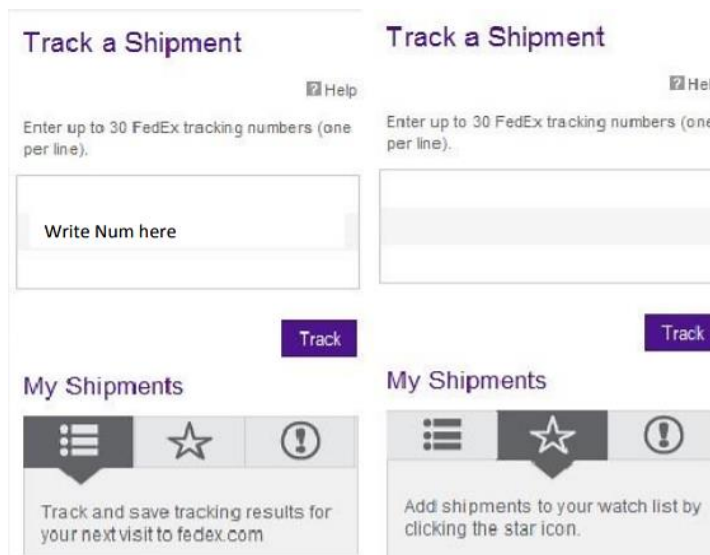 Track a Shipment
Help
Enter up to 30 FedEx tracking numbers (one
per line).
Write Num here
Track
My Shipments
Track and save tracking results for
your next visit to fedex.com
Track a Shipment
Hel
Enter up to 30 FedEx tracking numbers (one
per line).
Track
My Shipments
Add shipments to your watch list by
clicking the star icon.